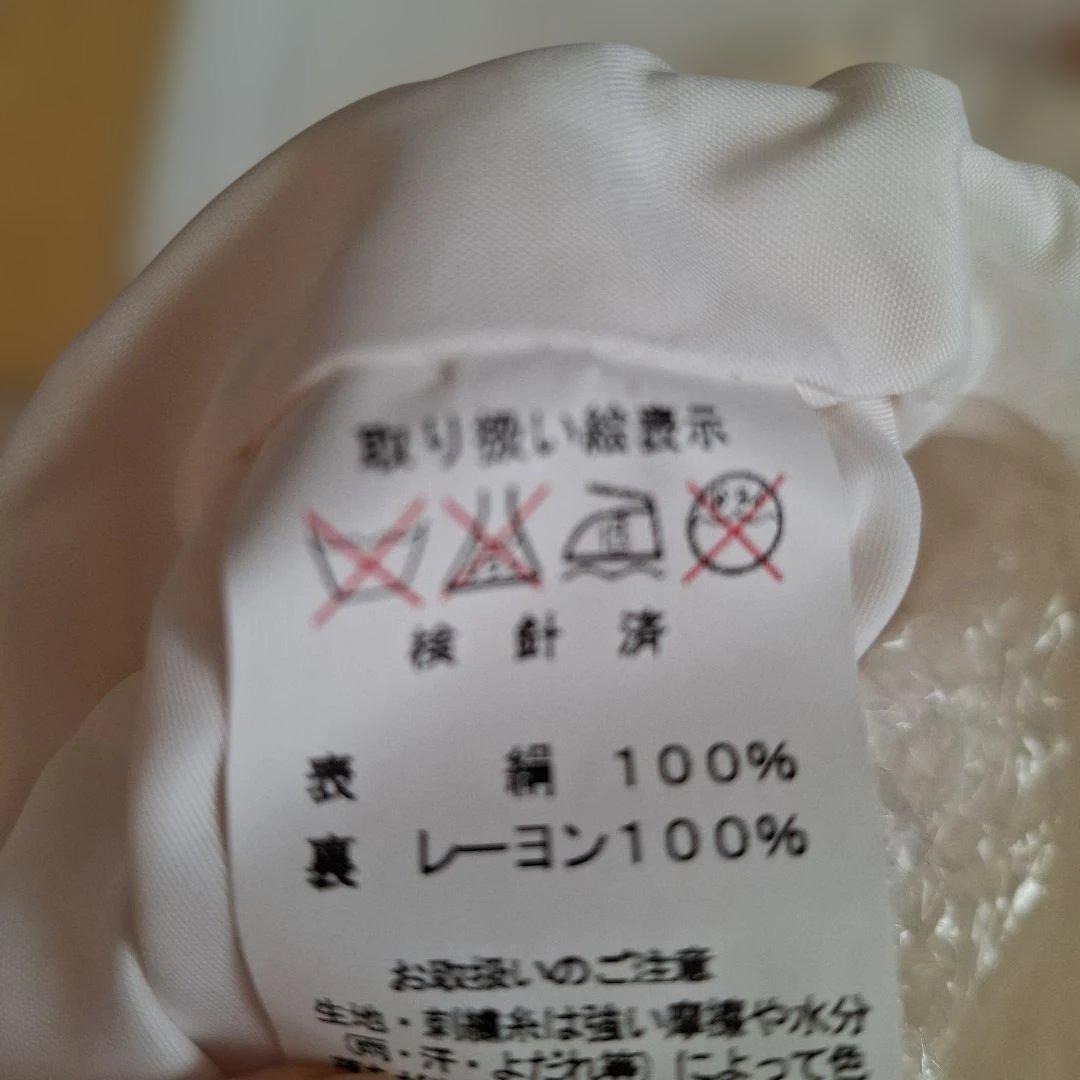 取り扱い絵表示
低
検 針 済
表 絹 100%
裏 レーヨン100%
お取扱いのご注意
生地・刺繍糸は強い摩擦や水分
(雨・汗・よだれ等)によって色